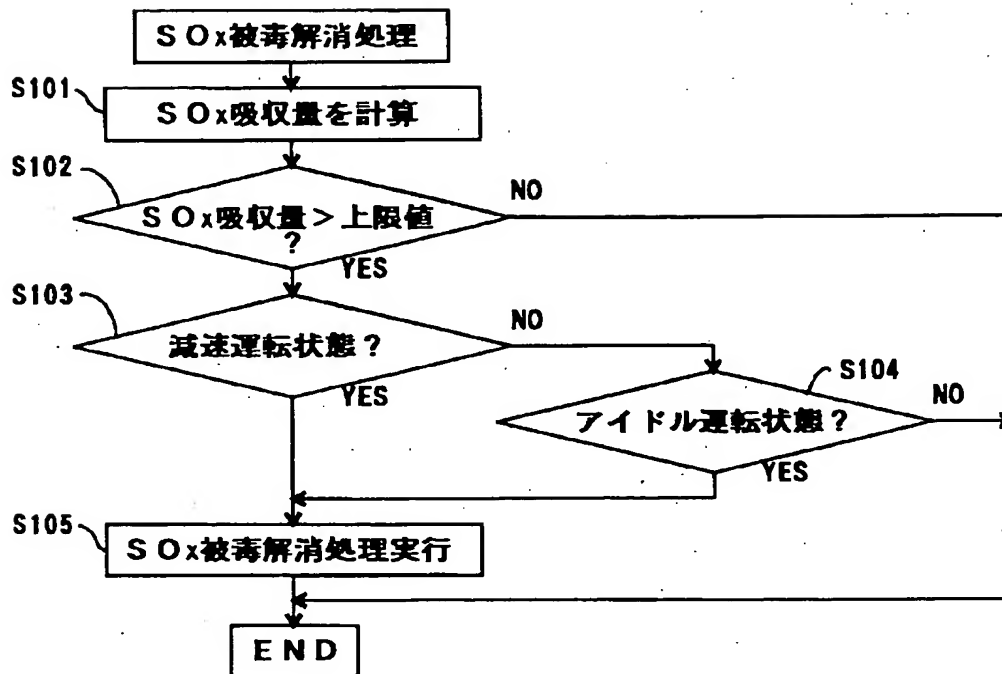 SOx被毒解消処理
S101
SOx吸収量を計算
S102
NO
SOx吸収量>上限値
?
YES
S103
NO
減速運転状態?
YES
S104
NO
アイドル運転状態?
YES
S105
SOx被毒解消処理実行
END